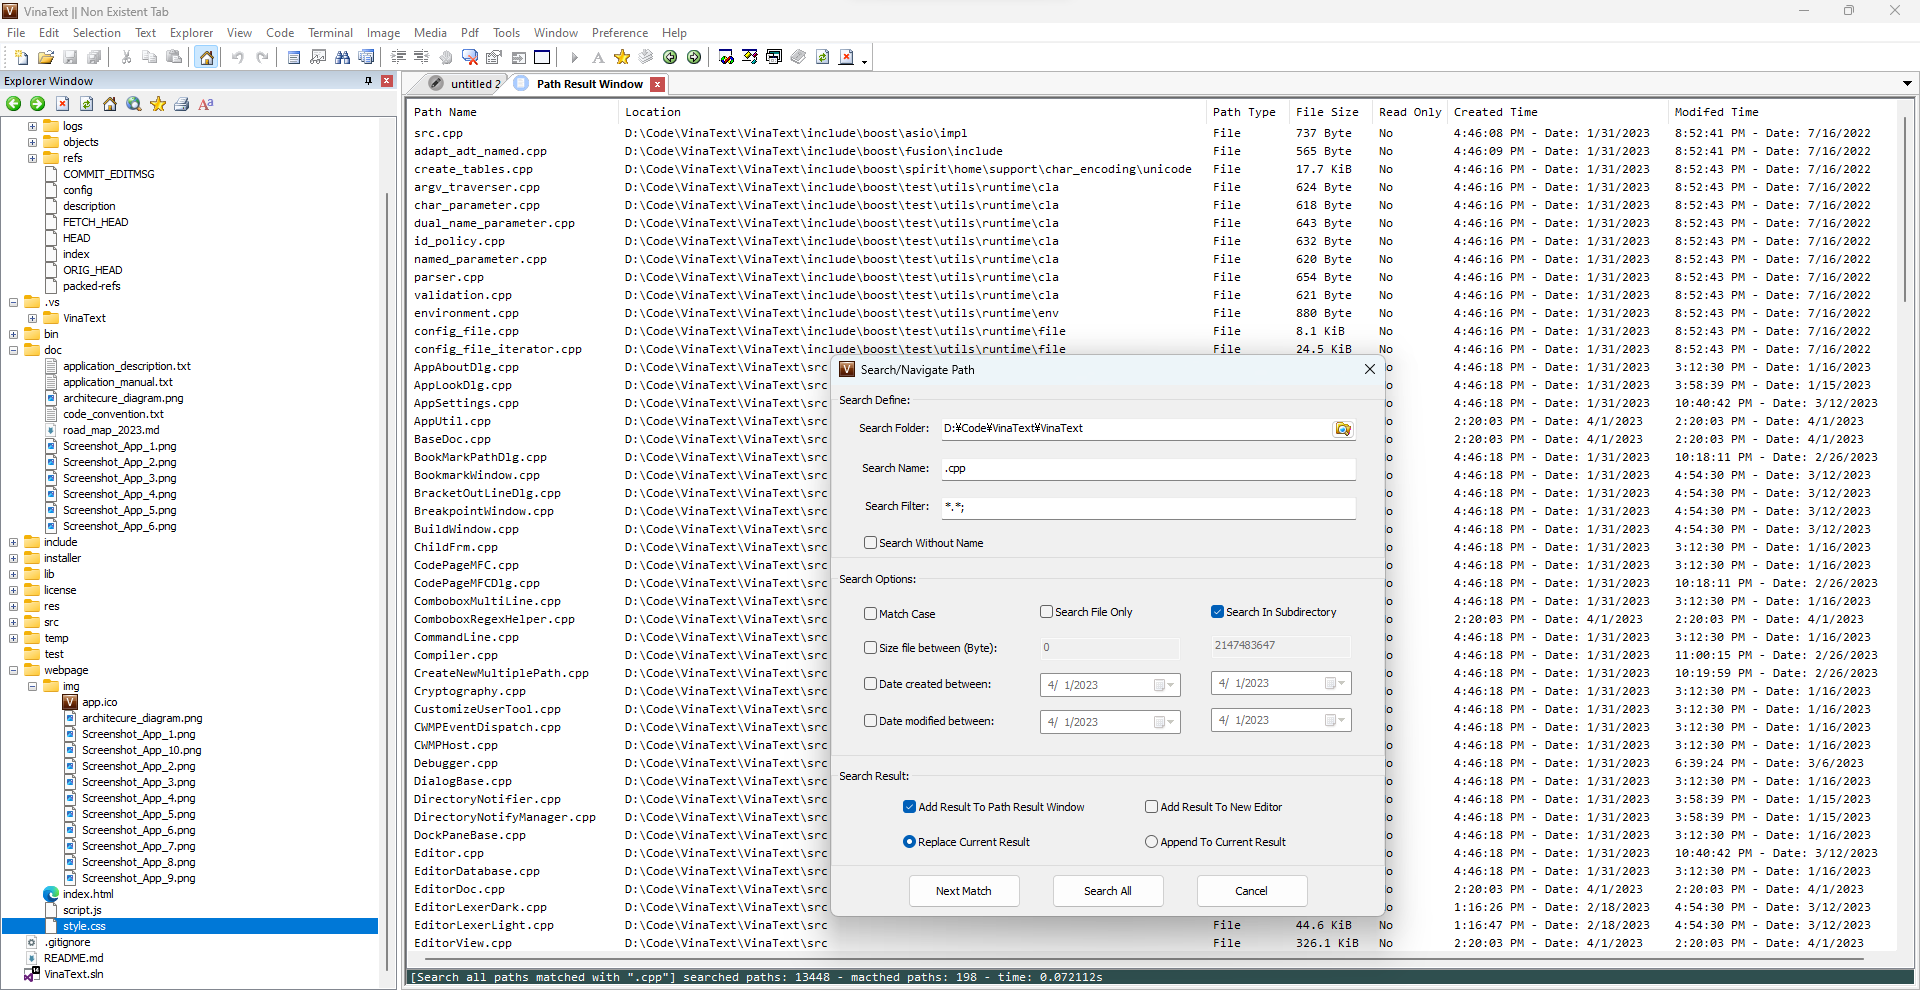 VinaText || Non Existent Tab
File Edit Selection Text Explorer View Code Terminal Image Media Pdf Tools Window Preference Help
Explorer Window
untitled 2 Path Result Window
logs
objects
refs
COMMIT_EDITMSG
config
description
FETCH_HEAD
HEAD
index
ORIG_HEAD
packed-refs
.vs
VinaText
bin
doc
application_description.txt
application_manual.txt
architecure_diagram.png
code_convention.txt
road_map_2023.md
Screenshot_App_1.png
Screenshot_App_2.png
Screenshot_App_3.png
Screenshot_App_4.png
Screenshot_App_5.png
Screenshot_App_6.png
include
installer
lib
license
res
src
temp
test
webpage
img
app.ico
architecure_diagram.png
Screenshot_App_1.png
Screenshot_App_10.png
Screenshot_App_2.png
Screenshot_App_3.png
Screenshot_App_4.png
Screenshot_App_5.png
Screenshot_App_6.png
Screenshot_App_7.png
Screenshot_App_8.png
Screenshot_App_9.png
index.html
script.js
style.css
.gitignore
README.md
VinaText.sln
Path Name Location Path Type File Size Read Only Created Time Modifed Time
src.cpp D:\Code\VinaText\VinaText\include\boost\asio\impl File 737 Byte No 4:46:08 PM - Date: 1/31/2023 8:52:41 PM - Date: 7/16/2022
adapt_adt_named.cpp D:\Code\VinaText\VinaText\include\boost\fusion\include File 565 Byte No 4:46:09 PM - Date: 1/31/2023 8:52:41 PM - Date: 7/16/2022
create_tables.cpp D:\Code\VinaText\VinaText\include\boost\spirit\home\support\char_encoding\unicode File 17.7 KiB No 4:46:16 PM - Date: 1/31/2023 8:52:43 PM - Date: 7/16/2022
argv_traverser.cpp D:\Code\VinaText\VinaText\include\boost\test\utils\runtime\cla File 624 Byte No 4:46:16 PM - Date: 1/31/2023 8:52:43 PM - Date: 7/16/2022
char_parameter.cpp D:\Code\VinaText\VinaText\include\boost\test\utils\runtime\cla File 618 Byte No 4:46:16 PM - Date: 1/31/2023 8:52:43 PM - Date: 7/16/2022
dual_name_parameter.cpp D:\Code\VinaText\VinaText\include\boost\test\utils\runtime\cla File 643 Byte No 4:46:16 PM - Date: 1/31/2023 8:52:43 PM - Date: 7/16/2022
id_policy.cpp D:\Code\VinaText\VinaText\include\boost\test\utils\runtime\cla File 632 Byte No 4:46:16 PM - Date: 1/31/2023 8:52:43 PM - Date: 7/16/2022
named_parameter.cpp D:\Code\VinaText\VinaText\include\boost\test\utils\runtime\cla File 620 Byte No 4:46:16 PM - Date: 1/31/2023 8:52:43 PM - Date: 7/16/2022
parser.cpp D:\Code\VinaText\VinaText\include\boost\test\utils\runtime\cla File 654 Byte No 4:46:16 PM - Date: 1/31/2023 8:52:43 PM - Date: 7/16/2022
validation.cpp D:\Code\VinaText\VinaText\include\boost\test\utils\runtime\cla File 621 Byte No 4:46:16 PM - Date: 1/31/2023 8:52:43 PM - Date: 7/16/2022
environment.cpp D:\Code\VinaText\VinaText\include\boost\test\utils\runtime\env File 880 Byte No 4:46:16 PM - Date: 1/31/2023 8:52:43 PM - Date: 7/16/2022
config_file.cpp D:\Code\VinaText\VinaText\include\boost\test\utils\runtime\file File 8.1 KiB No 4:46:16 PM - Date: 1/31/2023 8:52:43 PM - Date: 7/16/2022
config_file_iterator.cpp D:\Code\VinaText\VinaText\include\boost\test\utils\runtime\file File 24.5 KiB No 4:46:16 PM - Date: 1/31/2023 8:52:43 PM - Date: 7/16/2022
AppAboutDlg.cpp D:\Code\VinaText\VinaText\src No 4:46:18 PM - Date: 1/31/2023 3:12:30 PM - Date: 1/16/2023
AppLookDlg.cpp D:\Code\VinaText\VinaText\src No 4:46:18 PM - Date: 1/31/2023 3:58:39 PM - Date: 1/15/2023
AppSettings.cpp D:\Code\VinaText\VinaText\src No 4:46:18 PM - Date: 1/31/2023 10:40:42 PM - Date: 3/12/2023
AppUtil.cpp D:\Code\VinaText\VinaText\src No 2:20:03 PM - Date: 4/1/2023 2:20:03 PM - Date: 4/1/2023
BaseDoc.cpp D:\Code\VinaText\VinaText\src No 2:20:03 PM - Date: 4/1/2023 2:20:03 PM - Date: 4/1/2023
BookMarkPathDlg.cpp D:\Code\VinaText\VinaText\src No 4:46:18 PM - Date: 1/31/2023 10:18:11 PM - Date: 2/26/2023
BookmarkWindow.cpp D:\Code\VinaText\VinaText\src No 4:46:18 PM - Date: 1/31/2023 4:54:30 PM - Date: 3/12/2023
BracketOutLineDlg.cpp D:\Code\VinaText\VinaText\src No 4:46:18 PM - Date: 1/31/2023 4:54:30 PM - Date: 3/12/2023
BreakpointWindow.cpp D:\Code\VinaText\VinaText\src No 4:46:18 PM - Date: 1/31/2023 4:54:30 PM - Date: 3/12/2023
BuildWindow.cpp D:\Code\VinaText\VinaText\src No 4:46:18 PM - Date: 1/31/2023 4:54:30 PM - Date: 3/12/2023
ChildFrm.cpp D:\Code\VinaText\VinaText\src No 4:46:18 PM - Date: 1/31/2023 3:12:30 PM - Date: 1/16/2023
CodePageMFC.cpp D:\Code\VinaText\VinaText\src No 4:46:18 PM - Date: 1/31/2023 3:12:30 PM - Date: 1/16/2023
CodePageMFCDlg.cpp D:\Code\VinaText\VinaText\src No 4:46:18 PM - Date: 1/31/2023 10:18:11 PM - Date: 2/26/2023
ComboboxMultiLine.cpp D:\Code\VinaText\VinaText\src No 4:46:18 PM - Date: 1/31/2023 3:12:30 PM - Date: 1/16/2023
ComboboxRegexHelper.cpp D:\Code\VinaText\VinaText\src No 2:20:03 PM - Date: 4/1/2023 2:20:03 PM - Date: 4/1/2023
CommandLine.cpp D:\Code\VinaText\VinaText\src No 4:46:18 PM - Date: 1/31/2023 3:12:30 PM - Date: 1/16/2023
Compiler.cpp D:\Code\VinaText\VinaText\src No 4:46:18 PM - Date: 1/31/2023 11:00:15 PM - Date: 2/26/2023
CreateNewMultiplePath.cpp D:\Code\VinaText\VinaText\src No 4:46:18 PM - Date: 1/31/2023 10:19:59 PM - Date: 2/26/2023
Cryptography.cpp D:\Code\VinaText\VinaText\src No 4:46:18 PM - Date: 1/31/2023 3:12:30 PM - Date: 1/16/2023
CustomizeUserTool.cpp D:\Code\VinaText\VinaText\src No 4:46:18 PM - Date: 1/31/2023 3:12:30 PM - Date: 1/16/2023
CWMPEventDispatch.cpp D:\Code\VinaText\VinaText\src No 4:46:18 PM - Date: 1/31/2023 3:12:30 PM - Date: 1/16/2023
CWMPHost.cpp D:\Code\VinaText\VinaText\src No 4:46:18 PM - Date: 1/31/2023 3:12:30 PM - Date: 1/16/2023
Debugger.cpp D:\Code\VinaText\VinaText\src No 4:46:18 PM - Date: 1/31/2023 6:39:24 PM - Date: 3/6/2023
DialogBase.cpp D:\Code\VinaText\VinaText\src No 4:46:18 PM - Date: 1/31/2023 3:12:30 PM - Date: 1/16/2023
DirectoryNotifier.cpp D:\Code\VinaText\VinaText\src No 4:46:18 PM - Date: 1/31/2023 3:58:39 PM - Date: 1/15/2023
DirectoryNotifyManager.cpp D:\Code\VinaText\VinaText\src No 4:46:18 PM - Date: 1/31/2023 3:58:39 PM - Date: 1/15/2023
DockPaneBase.cpp D:\Code\VinaText\VinaText\src No 4:46:18 PM - Date: 1/31/2023 3:12:30 PM - Date: 1/16/2023
Editor.cpp D:\Code\VinaText\VinaText\src No 4:46:18 PM - Date: 1/31/2023 10:40:42 PM - Date: 3/12/2023
EditorDatabase.cpp D:\Code\VinaText\VinaText\src No 4:46:18 PM - Date: 1/31/2023 3:12:30 PM - Date: 1/16/2023
EditorDoc.cpp D:\Code\VinaText\VinaText\src No 2:20:03 PM - Date: 4/1/2023 2:20:03 PM - Date: 4/1/2023
EditorLexerDark.cpp D:\Code\VinaText\VinaText\src No 1:16:26 PM - Date: 2/18/2023 4:54:30 PM - Date: 3/12/2023
EditorLexerLight.cpp D:\Code\VinaText\VinaText\src File 44.6 KiB No 1:16:47 PM - Date: 2/18/2023 4:54:30 PM - Date: 3/12/2023
EditorView.cpp D:\Code\VinaText\VinaText\src File 326.1 KiB No 2:20:03 PM - Date: 4/1/2023 2:20:03 PM - Date: 4/1/2023
[Search all paths matched with ".cpp"] searched paths: 13448 - macthed paths: 198 - time: 0.072112s
Search/Navigate Path
Search Define:
Search Folder: D:¥Code¥VinaText¥VinaText
Search Name: .cpp
Search Filter: *.*;
Search Without Name
Search Options:
Match Case Search File Only Search In Subdirectory
Size file between (Byte): 0 2147483647
Date created between: 4/ 1/2023 4/ 1/2023
Date modified between: 4/ 1/2023 4/ 1/2023
Search Result:
Add Result To Path Result Window Add Result To New Editor
Replace Current Result Append To Current Result
Next Match Search All Cancel